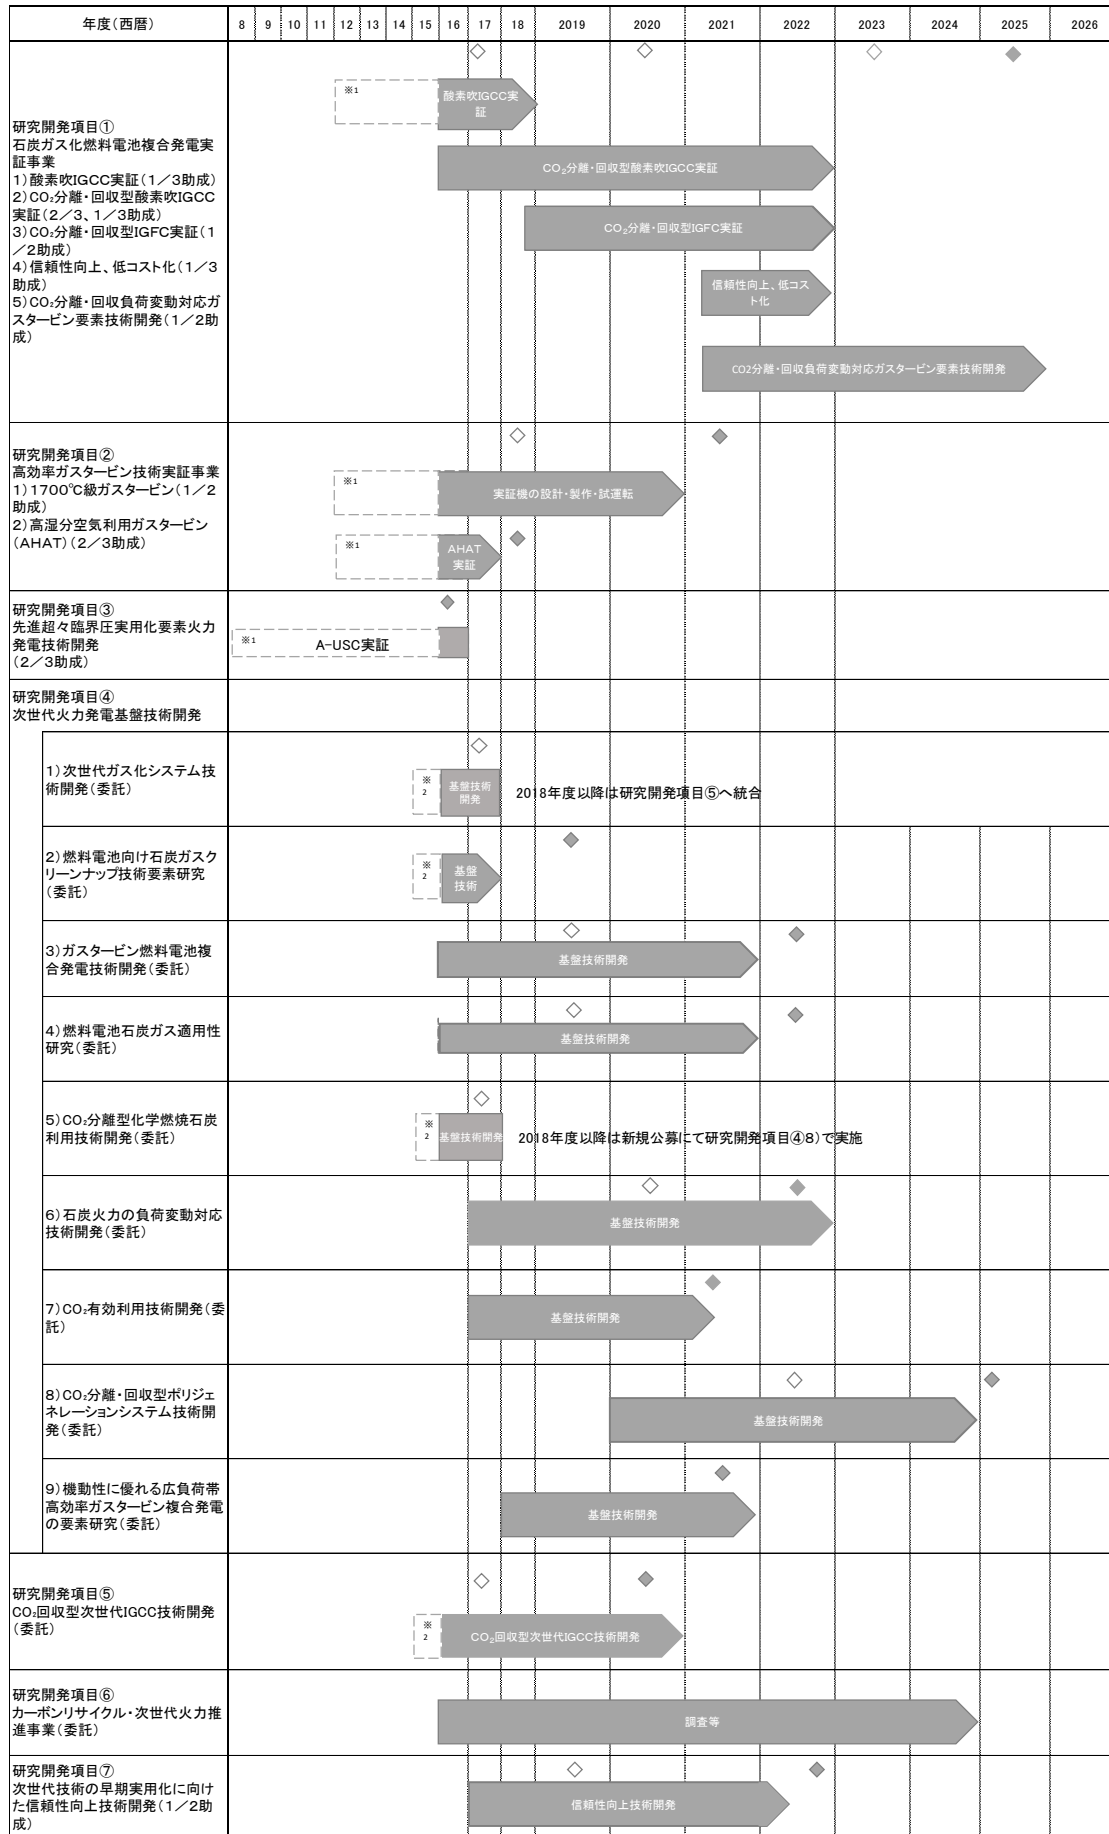 年度（西暦）
8 9 10 11 12 13 14 15 16 17 18 2019 2020 2021 2022 2023 2024 2025 2026
研究開発項目①
石炭ガス化燃料電池複合発電実
証事業
1）酸素吹IGCC実証（1／3助成）
2）CO₂分離・回収型酸素吹IGCC
実証（2／3、1／3助成）
3）CO₂分離・回収型IGFC実証（1
／2助成）
4）信頼性向上、低コスト化（1／3
助成）
5）CO₂分離・回収負荷変動対応ガ
スタービン要素技術開発（1／2助
成）
※1
酸素吹IGCC実
証
CO₂分離・回収型酸素吹IGCC実証
CO₂分離・回収型IGFC実証
信頼性向上、低コス
ト化
CO2分離・回収負荷変動対応ガスタービン要素技術開発
研究開発項目②
高効率ガスタービン技術実証事業
1）1700℃級ガスタービン（1／2
助成）
2）高湿分空気利用ガスタービン
（AHAT）（2／3助成）
※1
実証機の設計・製作・試運転
※1
AHAT
実証
研究開発項目③
先進超々臨界圧実用化要素火力
発電技術開発
（2／3助成）
※1
A-USC実証
研究開発項目④
次世代火力発電基盤技術開発
1）次世代ガス化システム技
術開発（委託）
※
2
基盤技術
開発
2018年度以降は研究開発項目⑤へ統合
2）燃料電池向け石炭ガスク
リーンナップ技術要素研究
（委託）
※
2
基盤
技術
3）ガスタービン燃料電池複
合発電技術開発（委託）
基盤技術開発
4）燃料電池石炭ガス適用性
研究（委託）
基盤技術開発
5）CO₂分離型化学燃焼石炭
利用技術開発（委託）
※
2
基盤技術開発
2018年度以降は新規公募にて研究開発項目④8）で実施
6）石炭火力の負荷変動対応
技術開発（委託）
基盤技術開発
7）CO₂有効利用技術開発（委
託）
基盤技術開発
8）CO₂分離・回収型ポリジェ
ネレーションシステム技術開
発（委託）
基盤技術開発
9）機動性に優れる広負荷帯
高効率ガスタービン複合発電
の要素研究（委託）
基盤技術開発
研究開発項目⑤
CO₂回収型次世代IGCC技術開発
（委託）
※
2
CO₂回収型次世代IGCC技術開発
研究開発項目⑥
カーボンリサイクル・次世代火力推
進事業（委託）
調査等
研究開発項目⑦
次世代技術の早期実用化に向け
た信頼性向上技術開発（1／2助
成）
信頼性向上技術開発